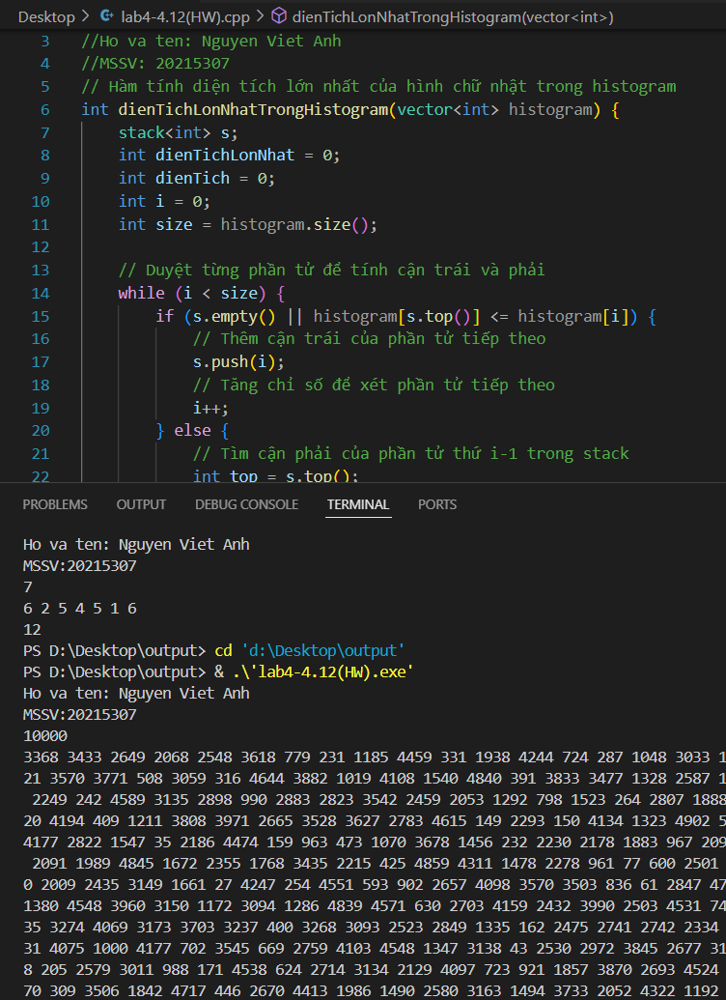 Desktop > lab4-4.12(HW).cpp > dienTichLonNhatTrongHistogram(vector<int>)
3 //Ho va ten: Nguyen Viet Anh
4 //MSSV: 20215307
5 // Hàm tính diện tích lớn nhất của hình chữ nhật trong histogram
6 int dienTichLonNhatTrongHistogram(vector<int> histogram) {
7 stack<int> s;
8 int dienTichLonNhat = 0;
9 int dienTich = 0;
10 int i = 0;
11 int size = histogram.size();
12
13 // Duyệt từng phần tử để tính cận trái và phải
14 while (i < size) {
15 if (s.empty() || histogram[s.top()] <= histogram[i]) {
16 // Thêm cận trái của phần tử tiếp theo
17 s.push(i);
18 // Tăng chỉ số để xét phần tử tiếp theo
19 i++;
20 } else {
21 // Tìm cận phải của phần tử thứ i-1 trong stack
22 int top = s.top();
PROBLEMS OUTPUT DEBUG CONSOLE TERMINAL PORTS
Ho va ten: Nguyen Viet Anh
MSSV:20215307
7
6 2 5 4 5 1 6
12
PS D:\Desktop\output> cd 'd:\Desktop\output'
PS D:\Desktop\output> & .\'lab4-4.12(HW).exe'
Ho va ten: Nguyen Viet Anh
MSSV:20215307
10000
3368 3433 2649 2068 2548 3618 779 231 1185 4459 331 1938 4244 724 287 1048 3033 1
21 3570 3771 508 3059 316 4644 3882 1019 4108 1540 4840 391 3833 3477 1328 2587 1
2249 242 4589 3135 2898 990 2883 2823 3542 2459 2053 1292 798 1523 264 2807 1888
20 4194 409 1211 3808 3971 2665 3528 3627 2783 4615 149 2293 150 4134 1323 4902 5
4177 2822 1547 35 2186 4474 159 963 473 1070 3678 1456 232 2230 2178 1883 967 209
2091 1989 4845 1672 2355 1768 3435 2215 425 4859 4311 1478 2278 961 77 600 2501
0 2009 2435 3149 1661 27 4247 254 4551 593 902 2657 4098 3570 3503 836 61 2847 47
1380 4548 3960 3150 1172 3094 1286 4839 4571 630 2703 4159 2432 3990 2503 4531 74
35 3274 4069 3173 3703 3237 400 3268 3093 2523 2849 1335 162 2475 2741 2742 2334
31 4075 1000 4177 702 3545 669 2759 4103 4548 1347 3138 43 2530 2972 3845 2677 31
8 205 2579 3011 988 171 4538 624 2714 3134 2129 4097 723 921 1857 3870 2693 4524
70 309 3506 1842 4717 446 2670 4413 1986 1490 2580 3163 1494 3733 2052 4322 1192